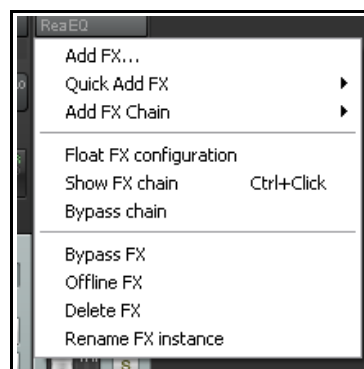 ReaEQ
Add FX...
Quick Add FX
Add FX Chain
Float FX configuration
Show FX chain Ctrl+Click
Bypass chain
Bypass FX
Offline FX
Delete FX
Rename FX instance
S